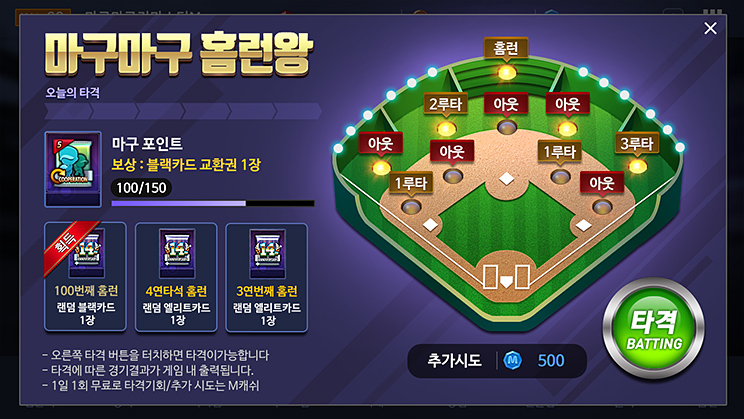 마구마구 홈런왕
오늘의 타격
마구 포인트
보상 : 블랙카드 교환권 1장
100/150
5
COOPERATION
획득
14
ANNIVERSARY
100번째 홈런
랜덤 블랙카드
1장
14
ANNIVERSARY
4연타석 홈런
랜덤 엘리트카드
1장
14
ANNIVERSARY
3연번째 홈런
랜덤 엘리트카드
1장
- 오른쪽 타격 버튼을 터치하면 타격이가능합니다
- 타격에 따른 경기결과가 게임 내 출력됩니다.
- 1일 1회 무료로 타격기회/추가 시도는 M캐쉬
홈런
2루타
아웃
아웃
아웃
아웃
1루타
3루타
1루타
아웃
추가시도
M
500
타격
BATTING